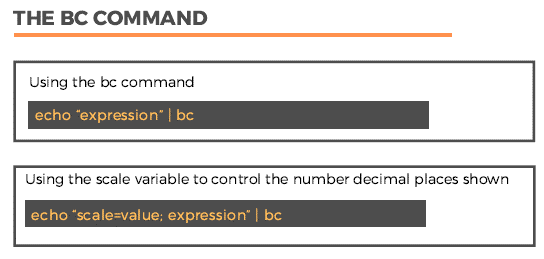 THE BC COMMAND
Using the bc command
echo “expression” | bc
Using the scale variable to control the number decimal places shown
echo “scale=value; expression” | bc